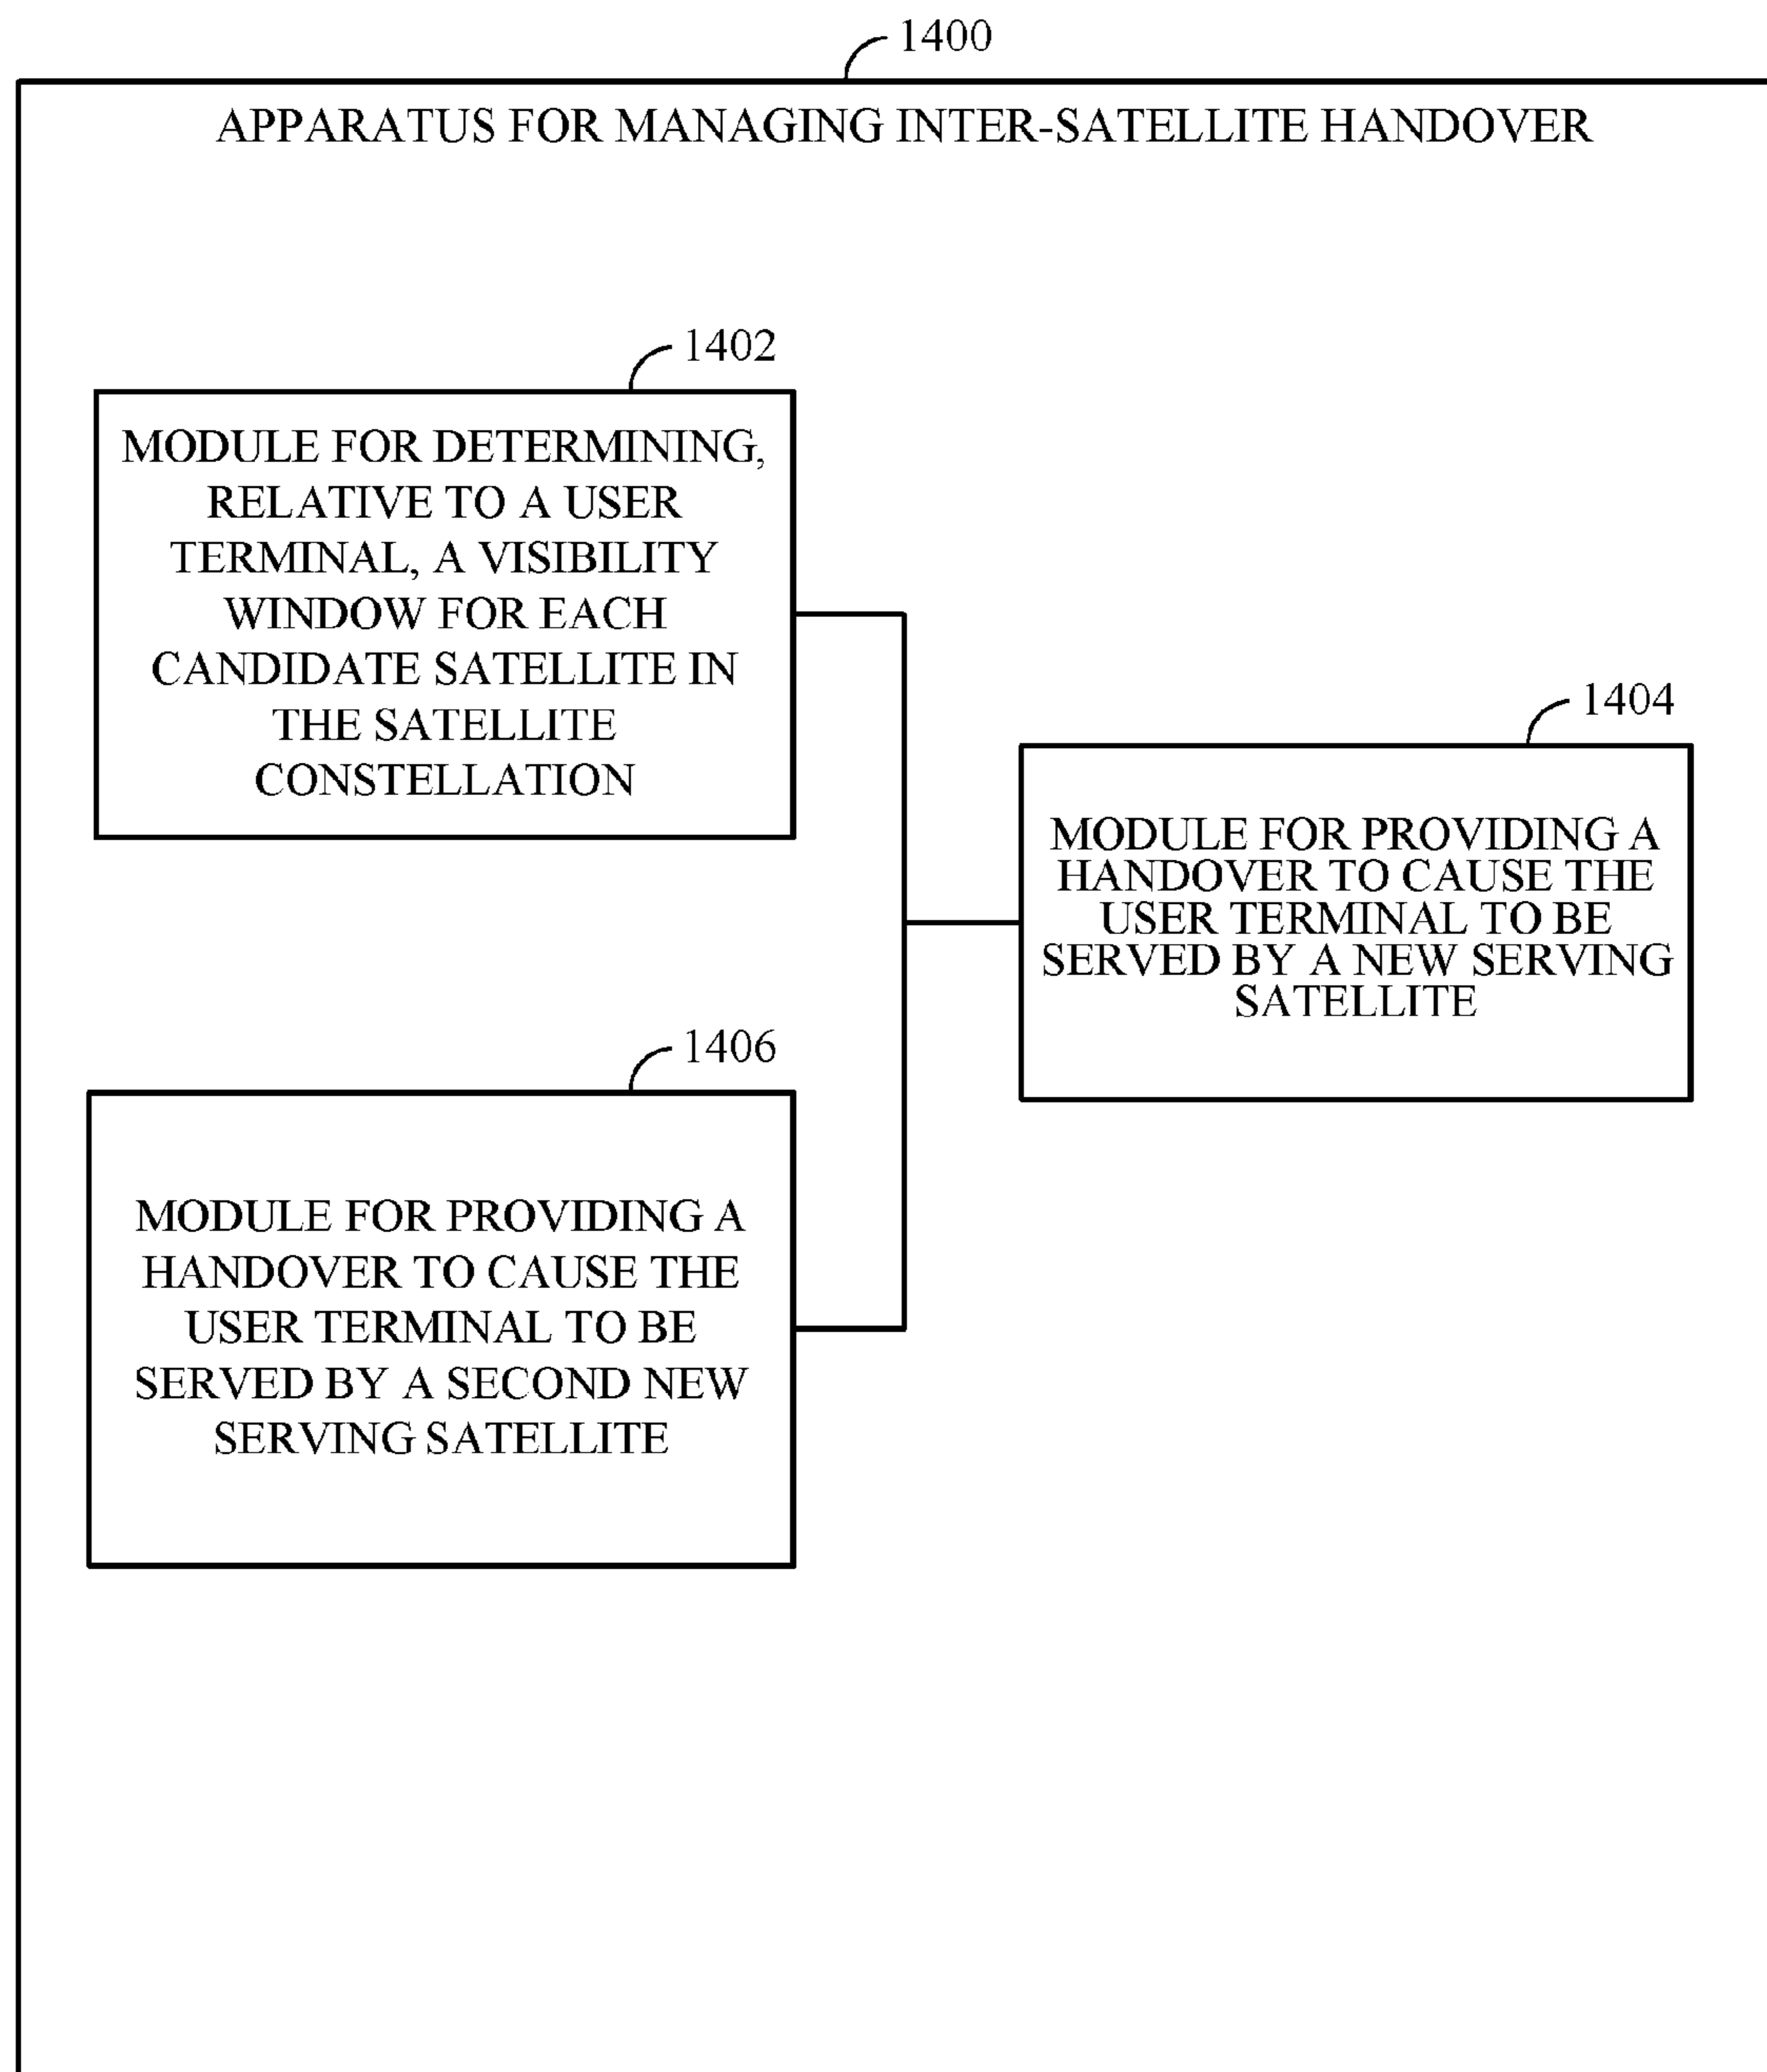 1400
APPARATUS FOR MANAGING INTER-SATELLITE HANDOVER
1402
MODULE FOR DETERMINING,
RELATIVE TO A USER
TERMINAL, A VISIBILITY
WINDOW FOR EACH
CANDIDATE SATELLITE IN
THE SATELLITE
CONSTELLATION
1404
MODULE FOR PROVIDING A
HANDOVER TO CAUSE THE
USER TERMINAL TO BE
SERVED BY A NEW SERVING
SATELLITE
1406
MODULE FOR PROVIDING A
HANDOVER TO CAUSE THE
USER TERMINAL TO BE
SERVED BY A SECOND NEW
SERVING SATELLITE